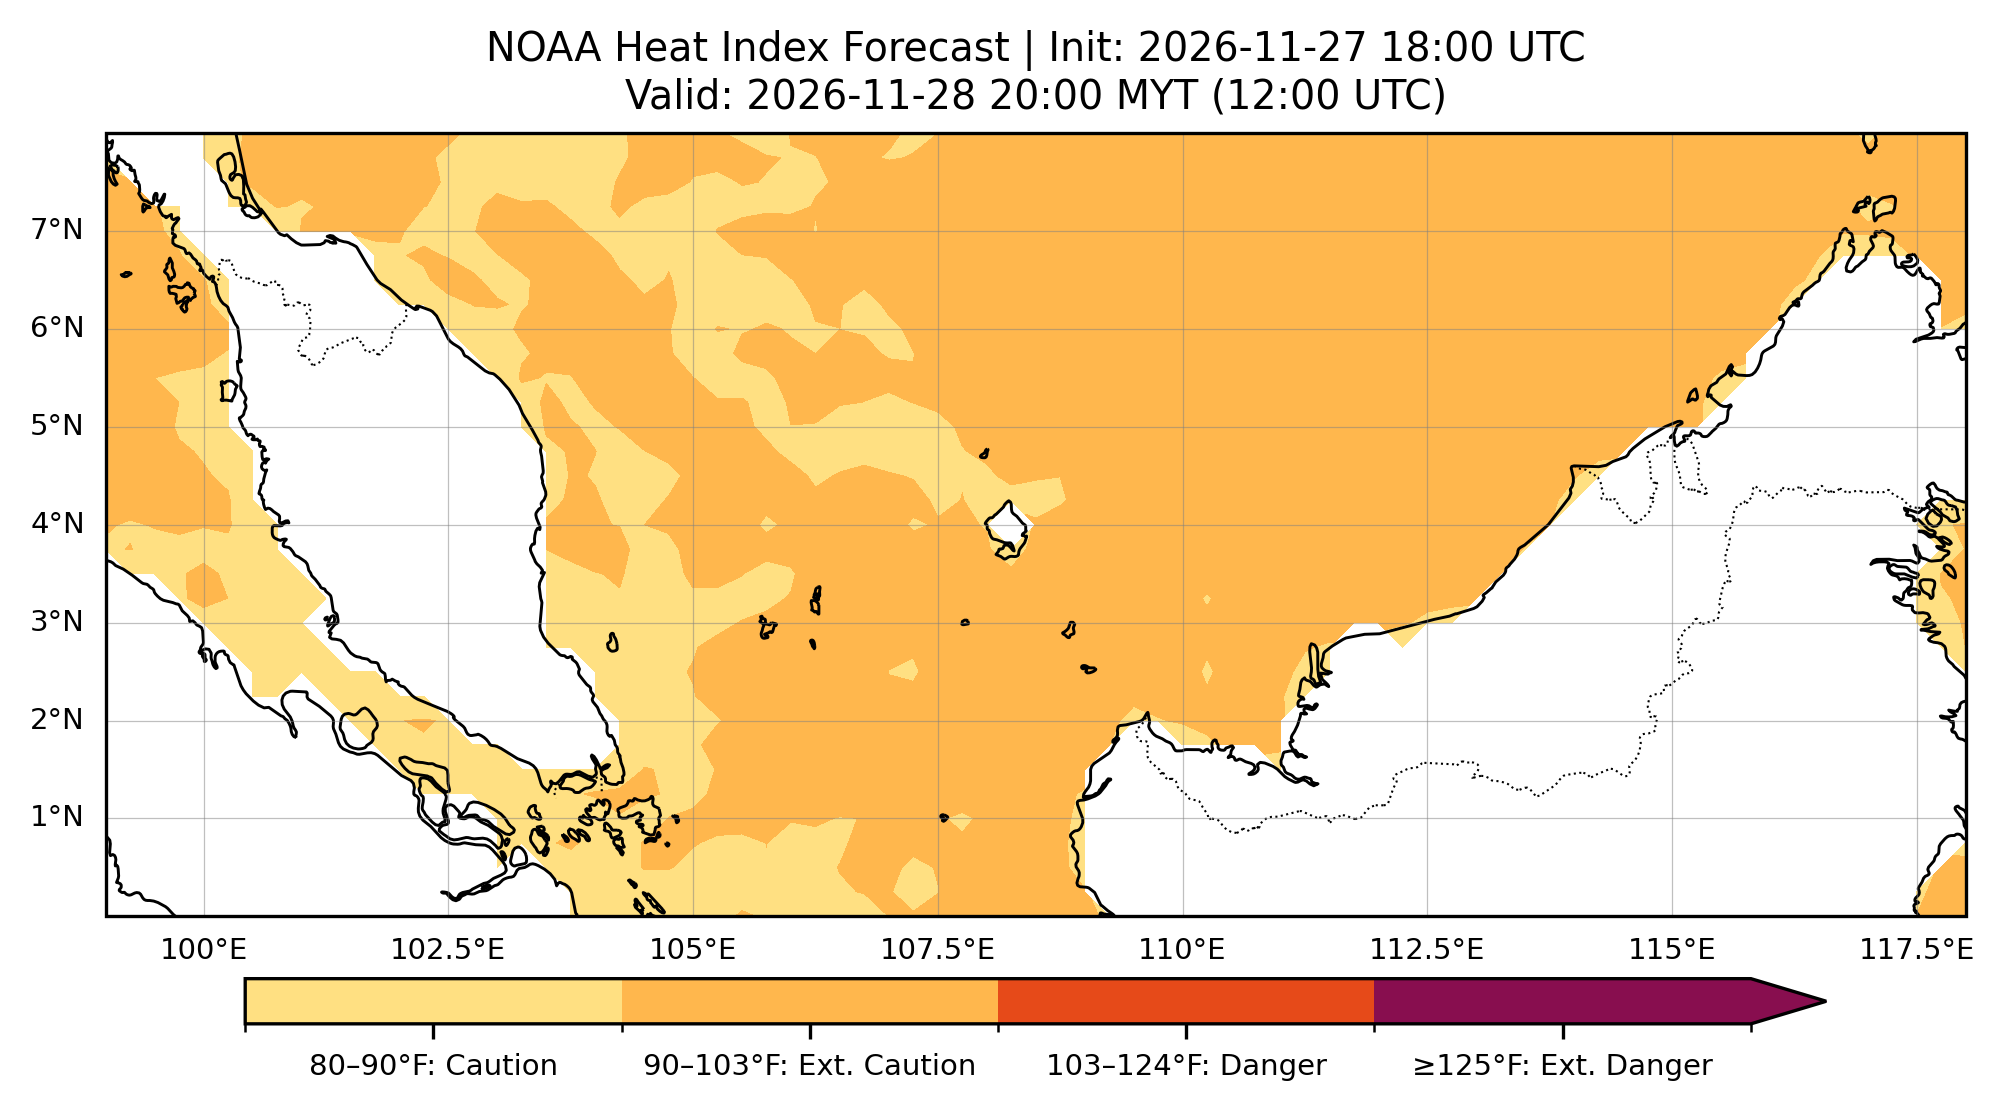 NOAA Heat Index Forecast | Init: 2026-11-27 18:00 UTC
Valid: 2026-11-28 20:00 MYT (12:00 UTC)
7°N
6°N
5°N
4°N
3°N
2°N
1°N
100°E 102.5°E 105°E 107.5°E 110°E 112.5°E 115°E 117.5°E
80–90°F: Caution 90–103°F: Ext. Caution 103–124°F: Danger ≥125°F: Ext. Danger